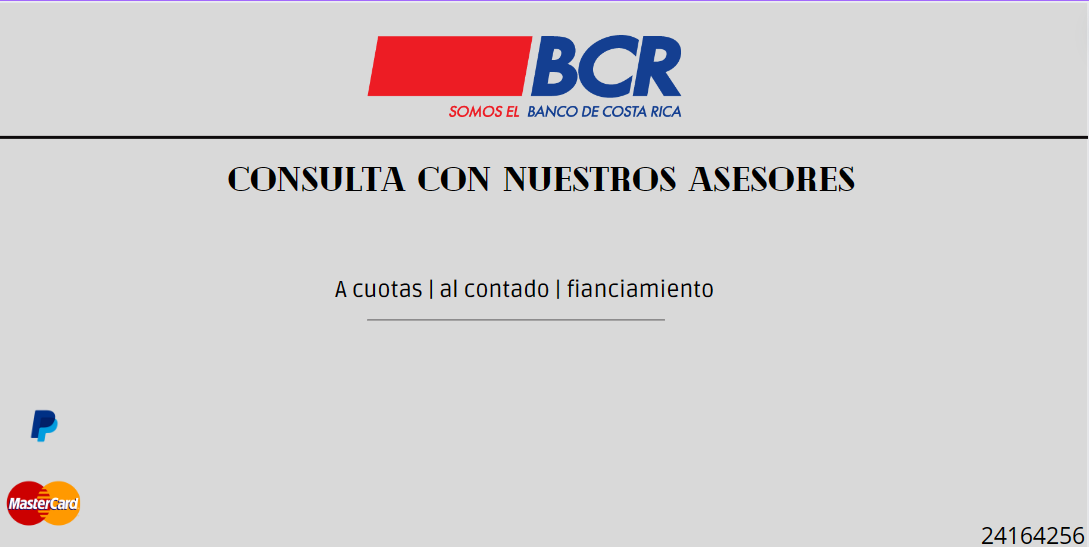 BCR
SOMOS EL BANCO DE COSTA RICA
CONSULTA CON NUESTROS ASESORES
A cuotas | al contado | fianciamiento
MasterCard
24164256